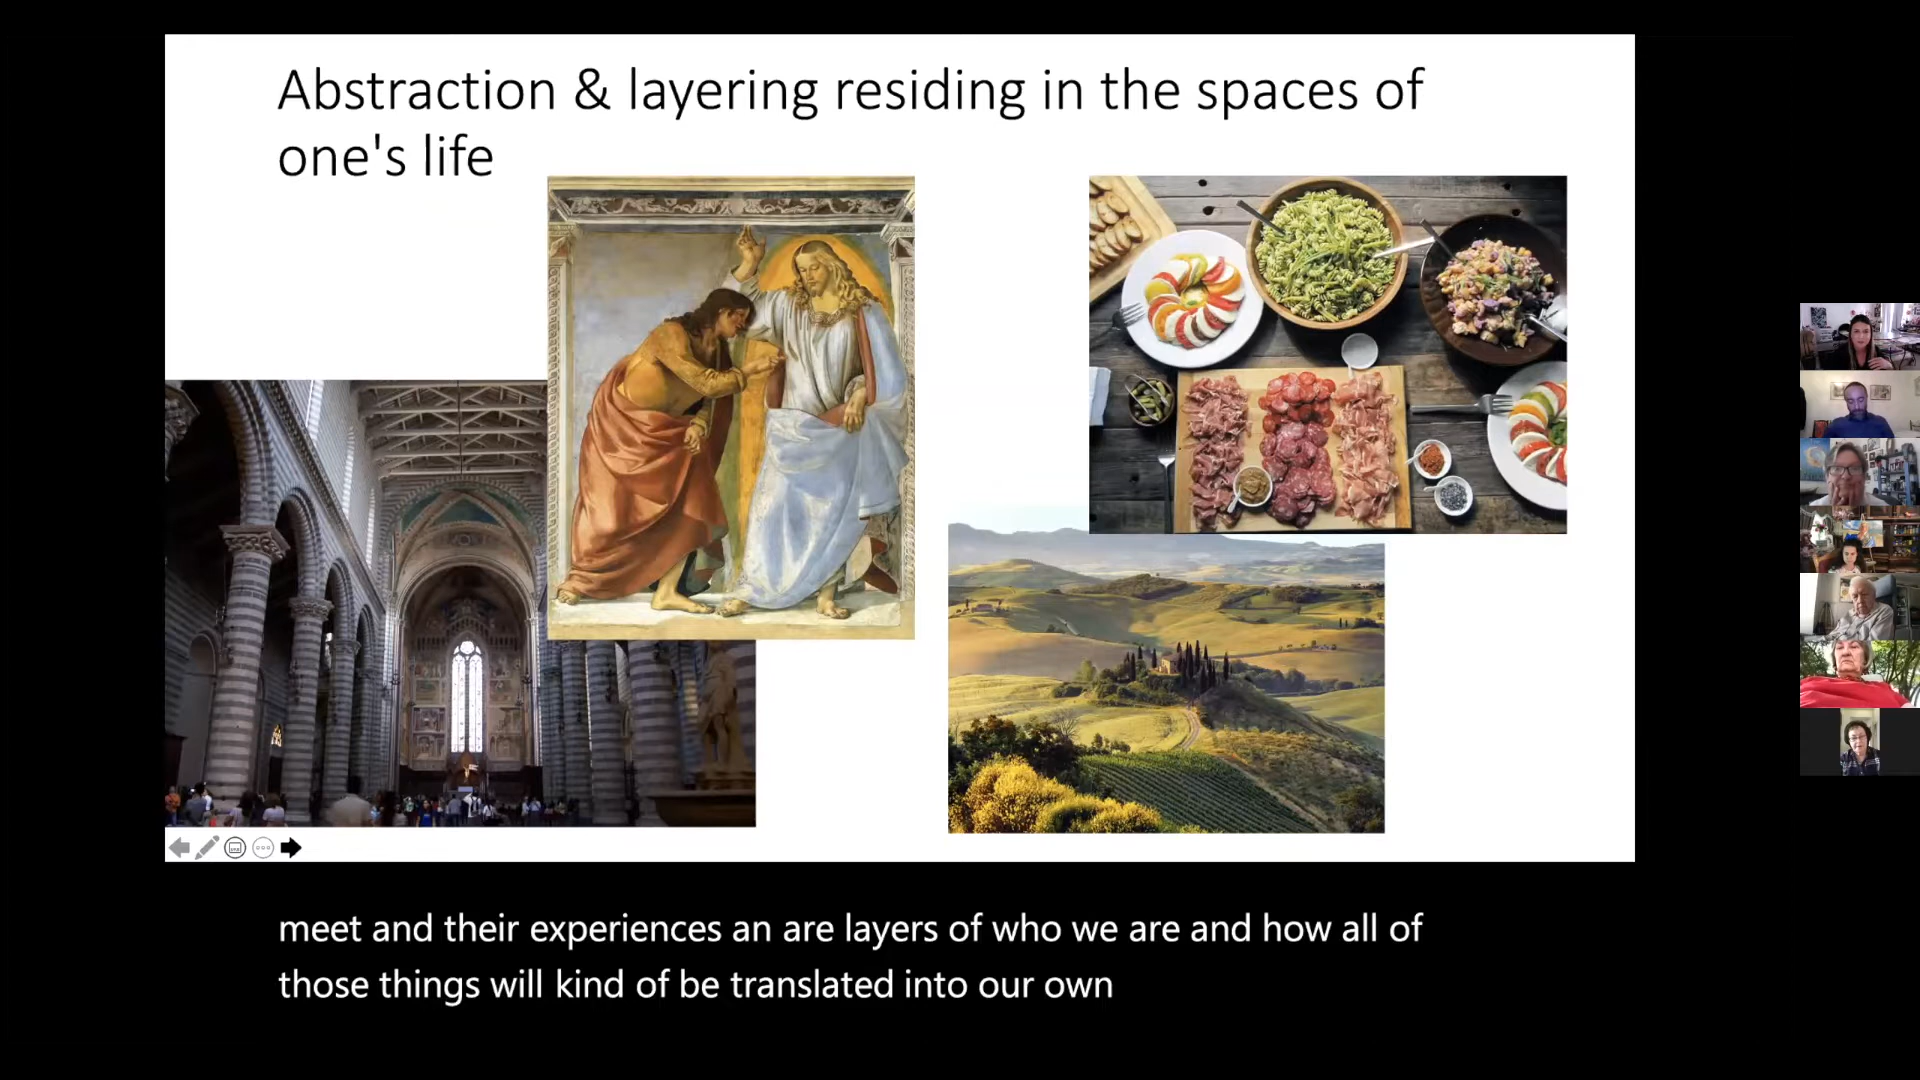 Abstraction & layering residing in the spaces of
one's life
meet and their experiences an are layers of who we are and how all of
those things will kind of be translated into our own